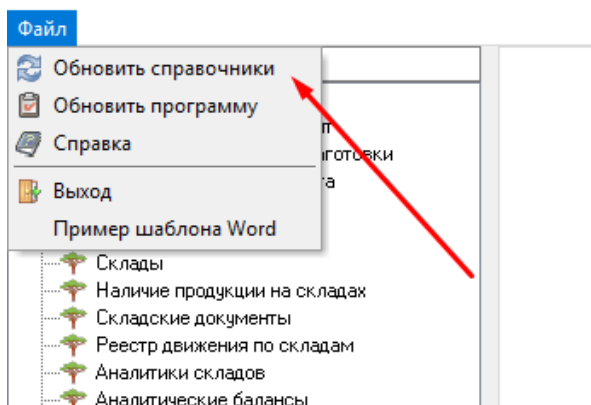 Файл
Обновить справочники
Обновить программу
Справка
Выход
Пример шаблона Word
Склады
Наличие продукции на складах
Складские документы
Реестр движения по складам
Аналитики складов
Аналитические балансы